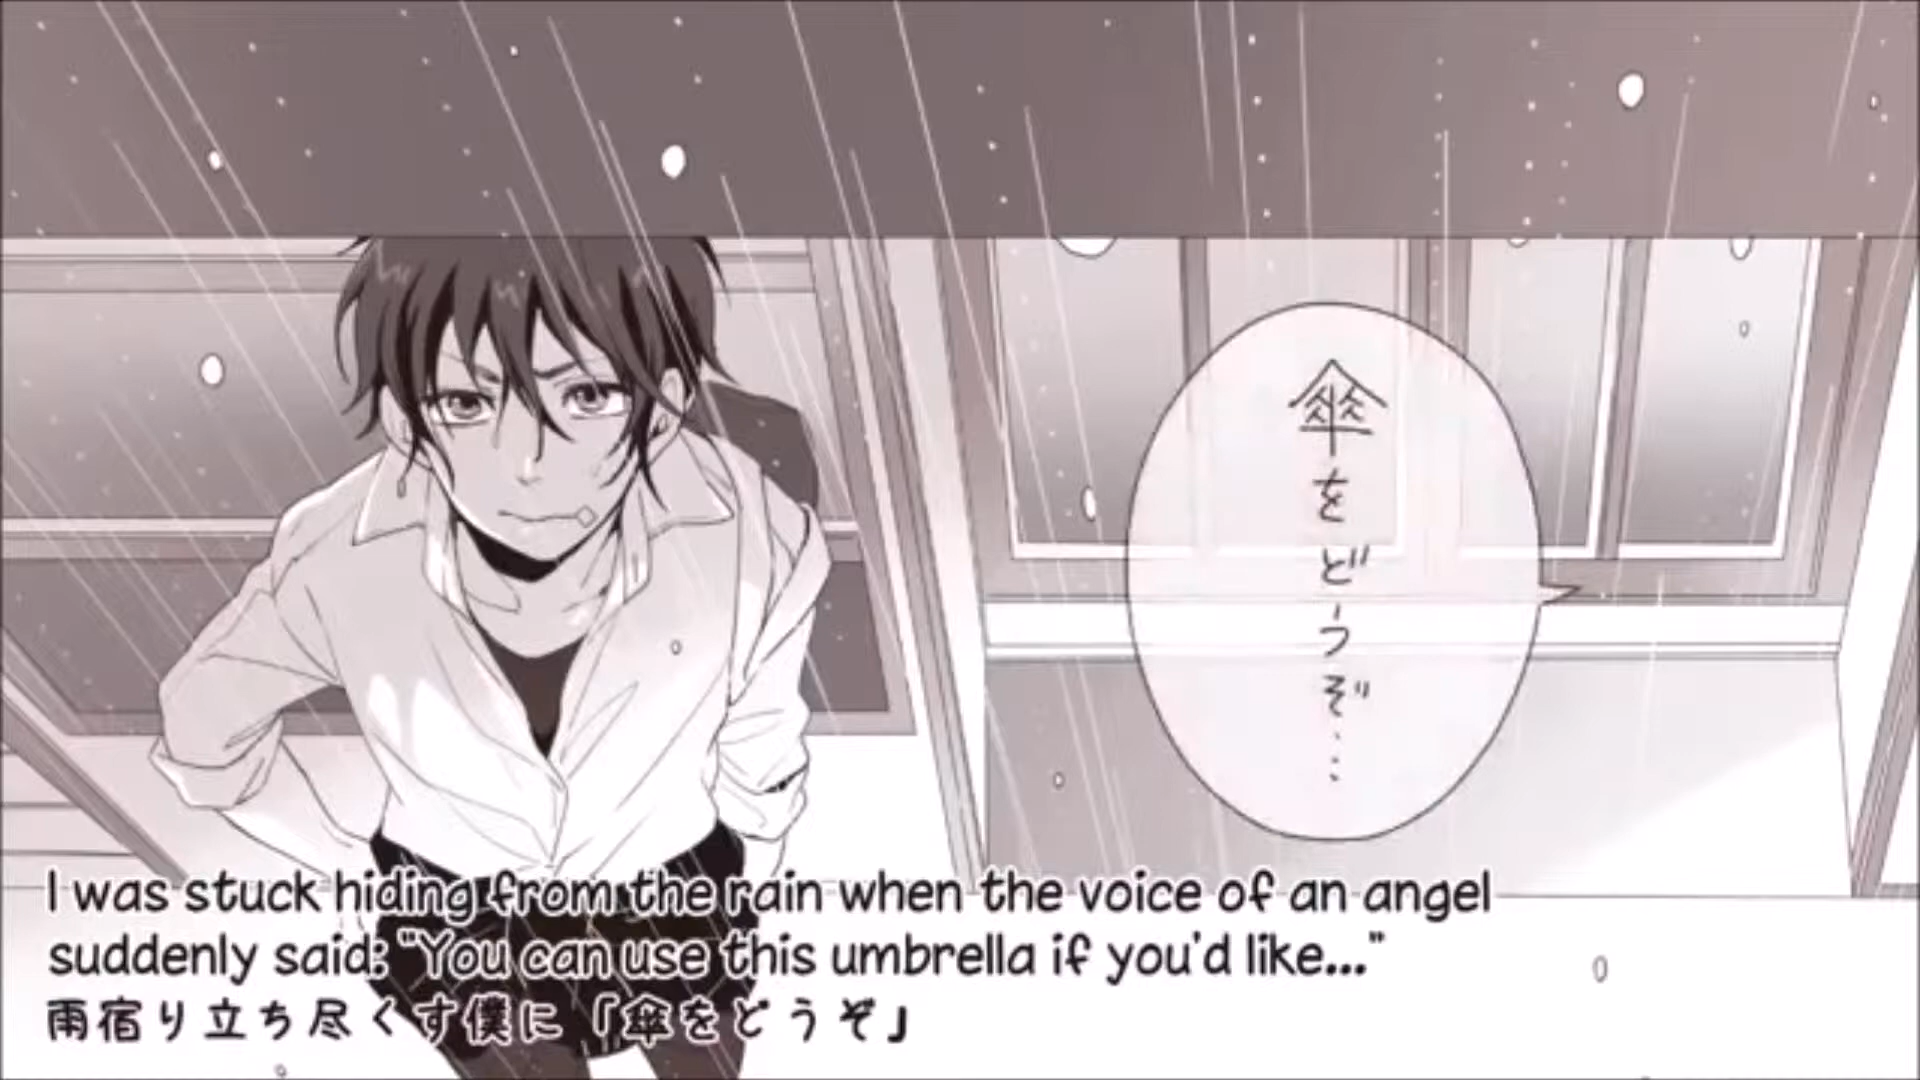 傘をどうぞ…
I was stuck hiding from the rain when the voice of an angel
suddenly said: "You can use this umbrella if you'd like..."
雨宿り立ち尽くす僕に「傘をどうぞ」